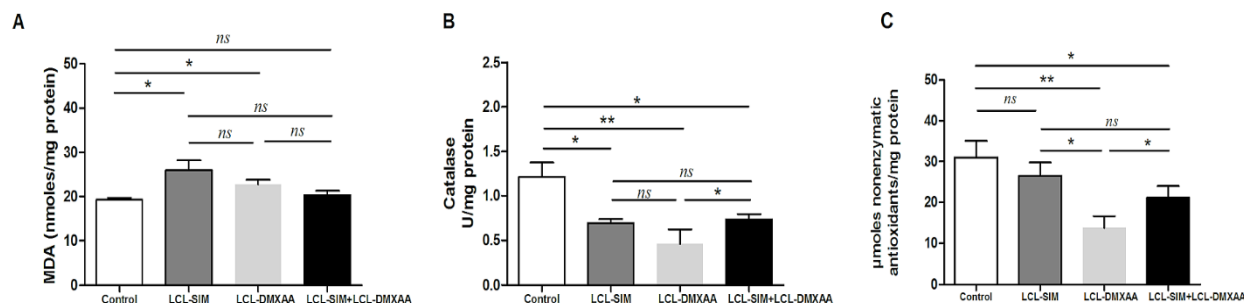 A
MDA (nmoles/mg protein)
50
40
30
20
10
0
ns
*
*
ns
ns
ns
Control
LCL-SIM
LCL-DMXAA
LCL-SIM+LCL-DMXAA
B
Catalase
U/mg protein
2.5
2.0
1.5
1.0
0.5
0.0
*
**
*
ns
ns
*
Control
LCL-SIM
LCL-DMXAA
LCL-SIM+LCL-DMXAA
C
µmoles nonenzymatic
antioxidants/mg protein
50
40
30
20
10
0
*
**
ns
ns
*
*
Control
LCL-SIM
LCL-DMXAA
LCL-SIM+LCL-DMXAA